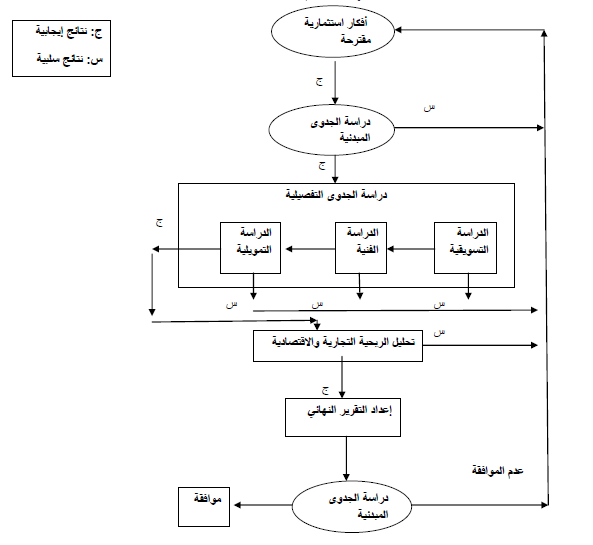 أفكار استثمارية
مقترحة
ج: نتائج إيجابية
س: نتائج سلبية
ج
س
دراسة الجدوى
المبدئية
ج
دراسة الجدوى التفصيلية
ج
الدراسة
التسويقية
الدراسة
الفنية
الدراسة
التمويلية
س
س
س
س
تحليل الربحية التجارية والاقتصادية
ج
إعداد التقرير النهائي
عدم الموافقة
دراسة الجدوى
المبدئية
موافقة